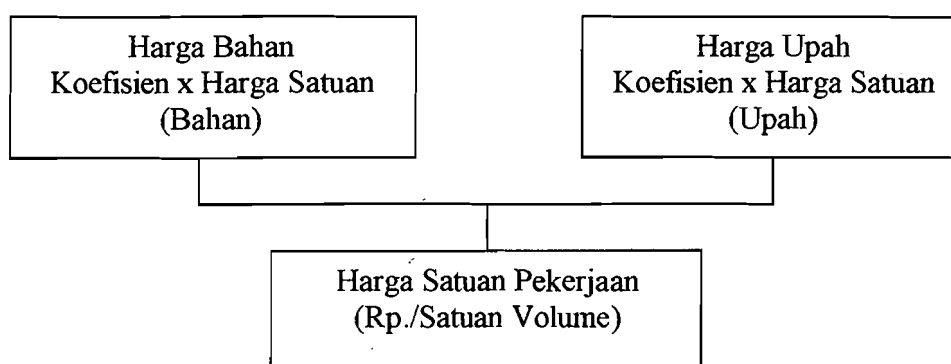 Harga Bahan
Koefisien x Harga Satuan
(Bahan)
Harga Upah
Koefisien x Harga Satuan
(Upah)
Harga Satuan Pekerjaan
(Rp./Satuan Volume)